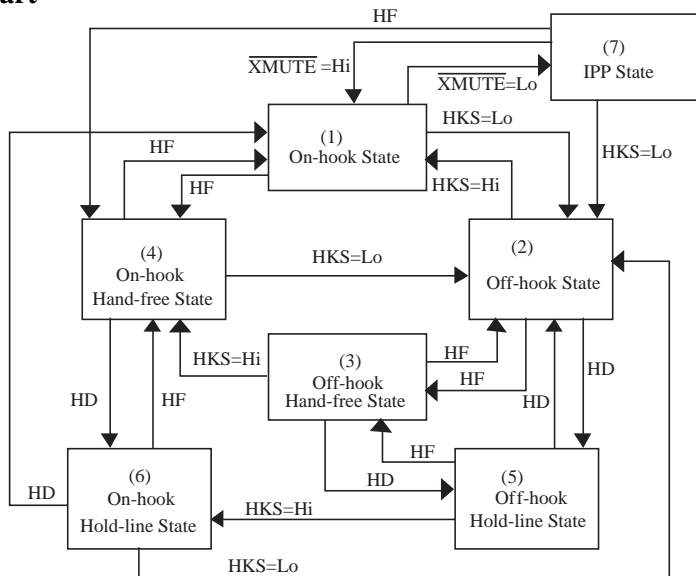 HF
(7)
IPP State
XMUTE =Hi
XMUTE=Lo
(1)
On-hook State
HKS=Lo
HKS=Lo
HF
HKS=Hi
HF
(4)
On-hook
Hand-free State
HKS=Lo
(2)
Off-hook State
HKS=Hi
(3)
Off-hook
Hand-free State
HF
HF
HD
HF
HD
HD
HF
HD
(6)
On-hook
Hold-line State
(5)
Off-hook
Hold-line State
HD
HKS=Hi
HKS=Lo